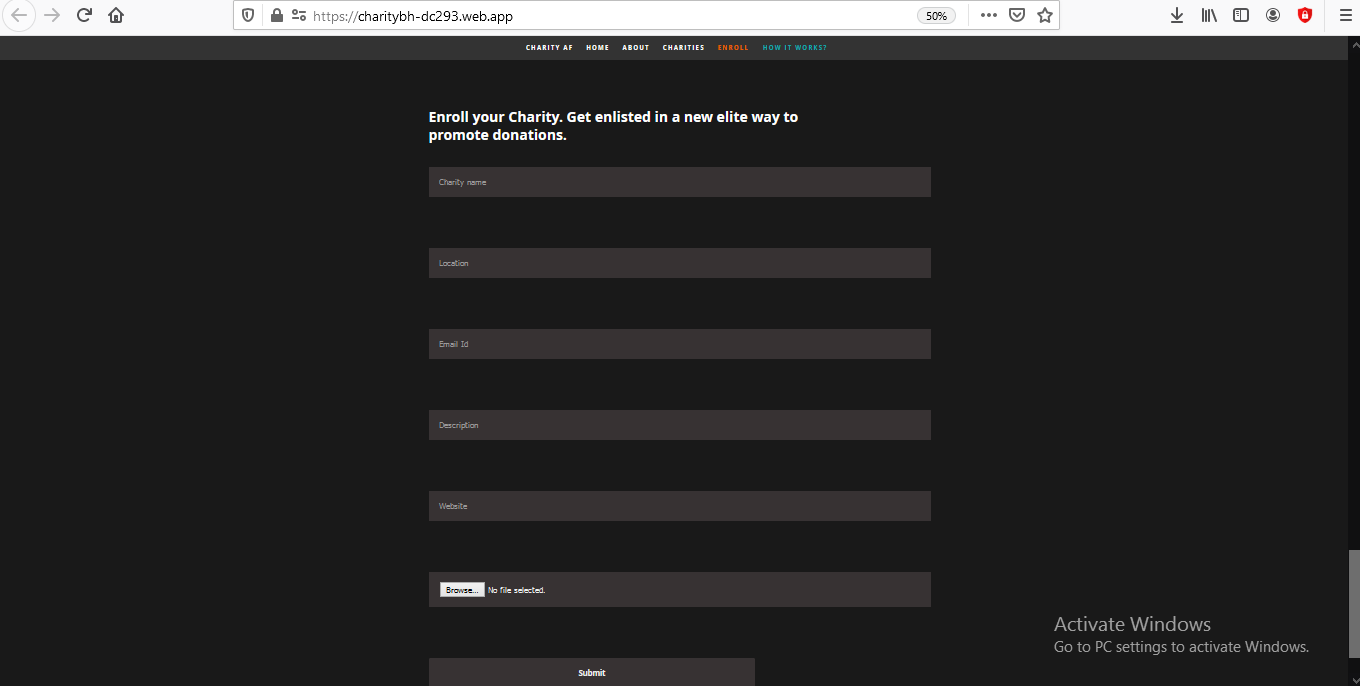 https://charitybh-dc293.web.app
50%
CHARITY AF HOME ABOUT CHARITIES ENROLL HOW IT WORKS?
Enroll your Charity. Get enlisted in a new elite way to
promote donations.
Charity name
Location
Email Id
Description
Website
Browse... No file selected.
Activate Windows
Go to PC settings to activate Windows.
Submit